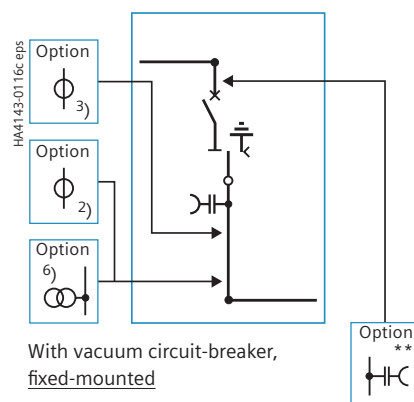 HA4143-0116c eps
Option
3)
Option
2)
Option
6)
With vacuum circuit-breaker,
fixed-mounted
Option
**